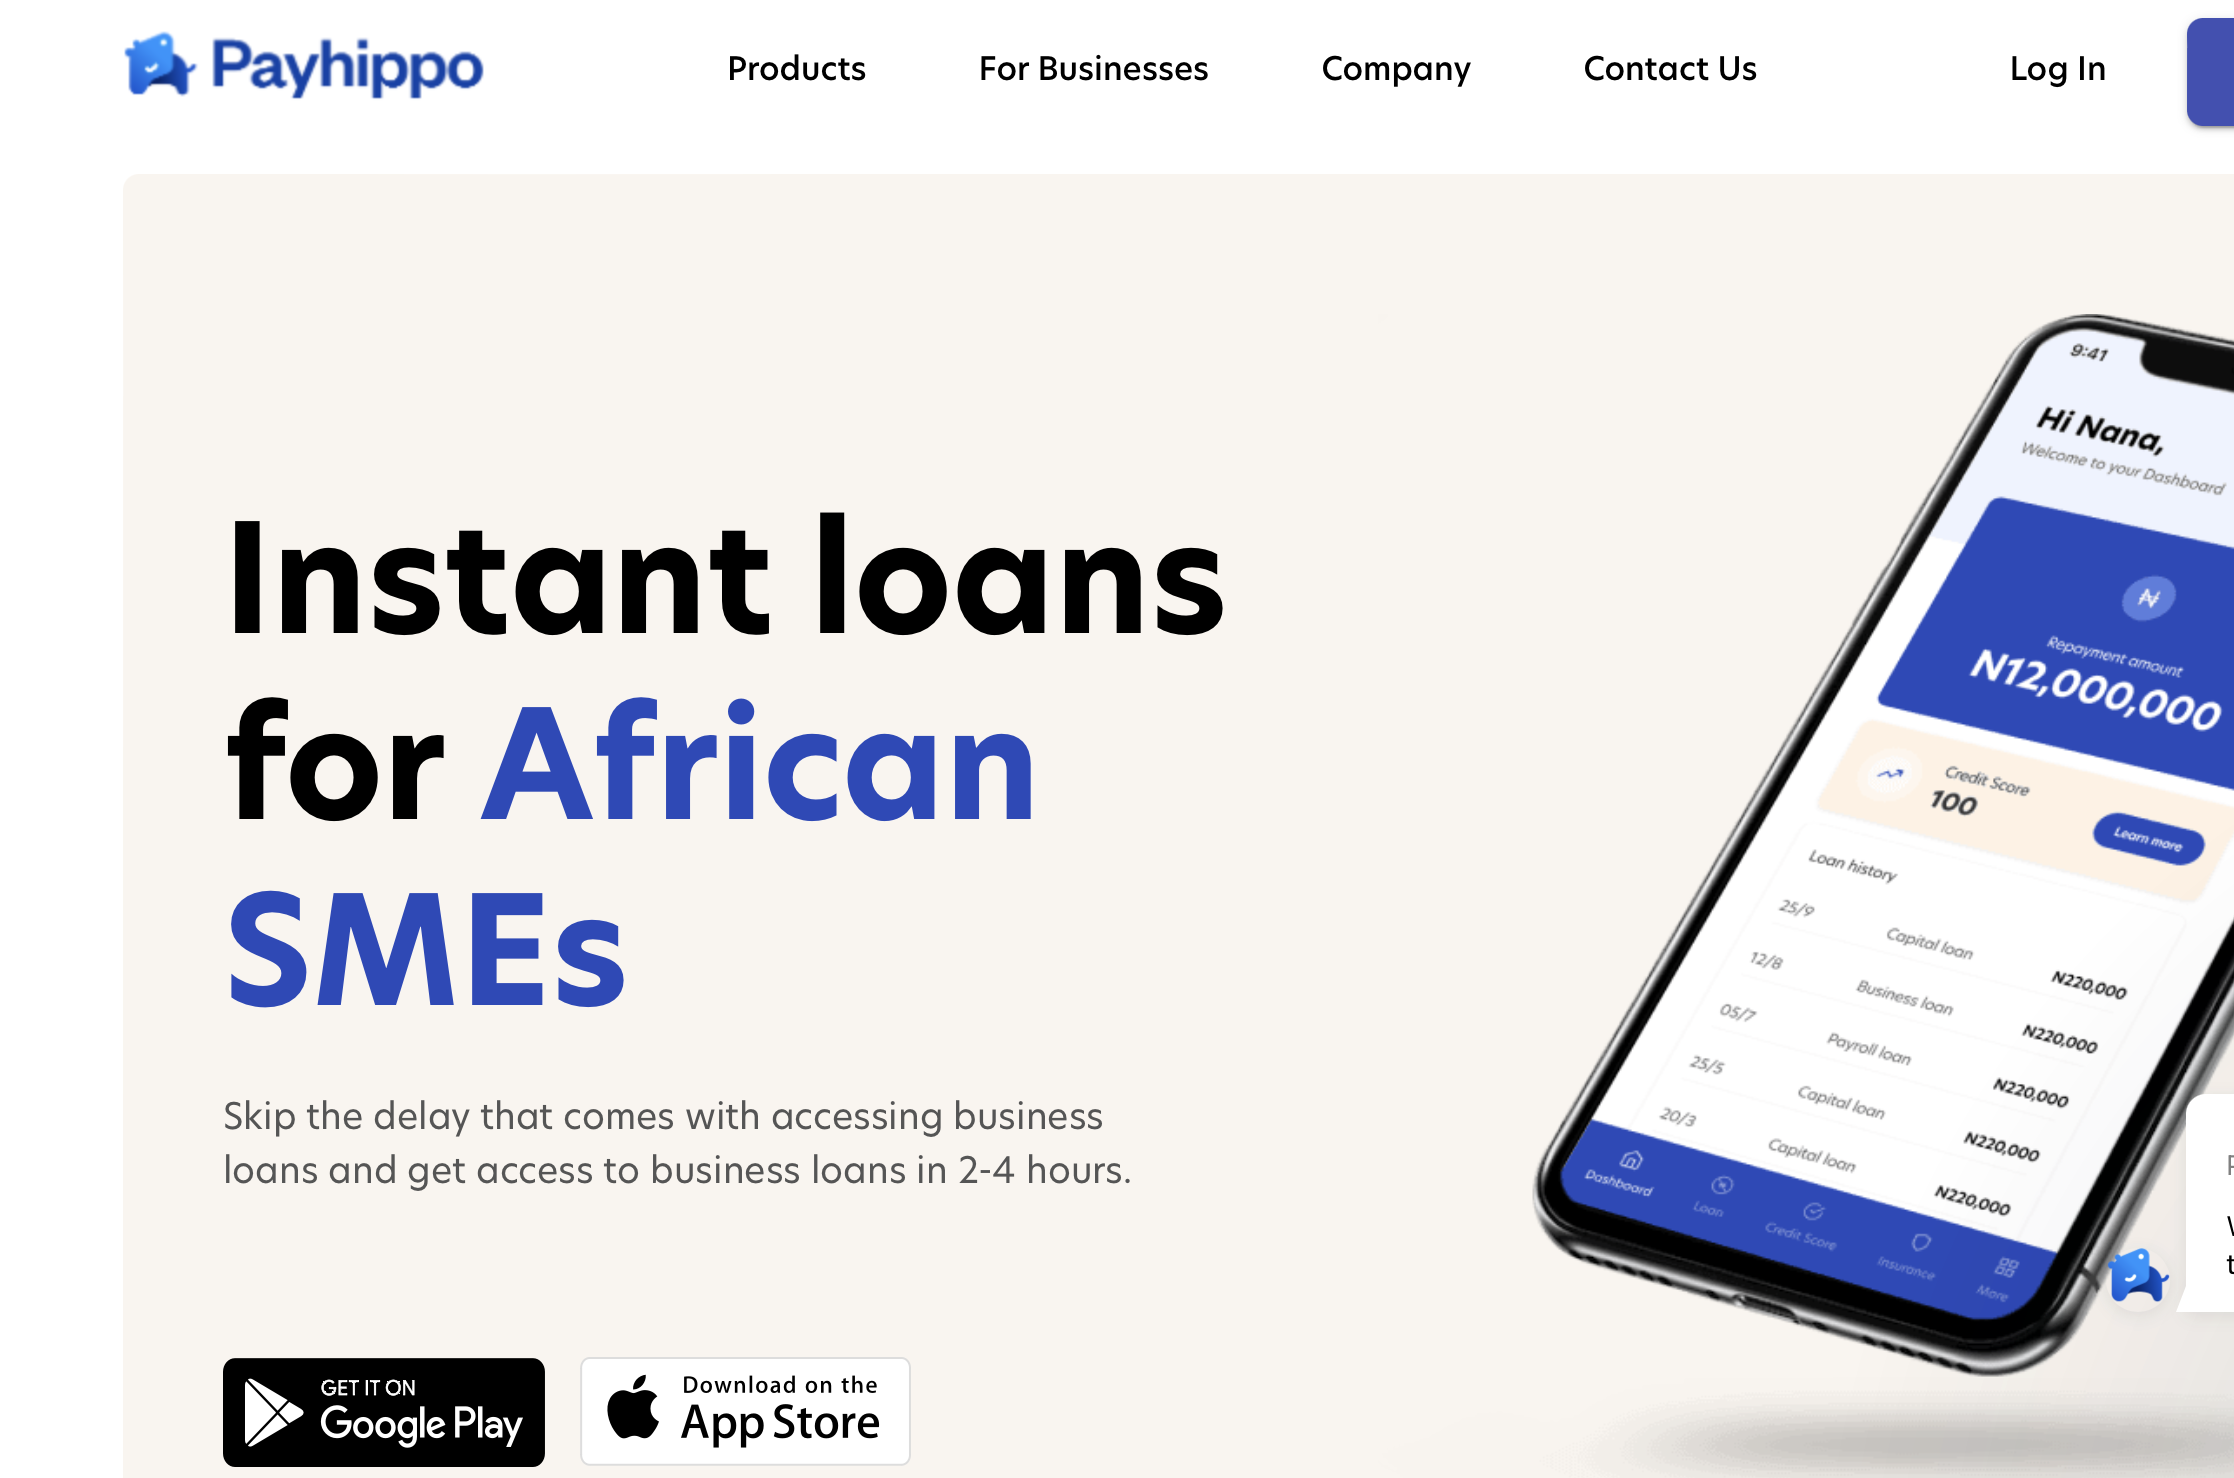 Payhippo
Products
For Businesses
Company
Contact Us
Log In
Instant loans
for African
SMEs
Skip the delay that comes with accessing business
loans and get access to business loans in 2-4 hours.
GET IT ON
Google Play
Download on the
App Store
9:41
Hi Nana,
Welcome to your Dashboard
₦
Repayment amount
N12,000,000
Credit Score
100
Learn more
Loan history
25/9 Capital loan N220,000
12/8 Business loan N220,000
05/7 Payroll loan N220,000
25/5 Capital loan N220,000
20/3 Capital loan N220,000
Dashboard
Loan
Credit Score
Insurance
More